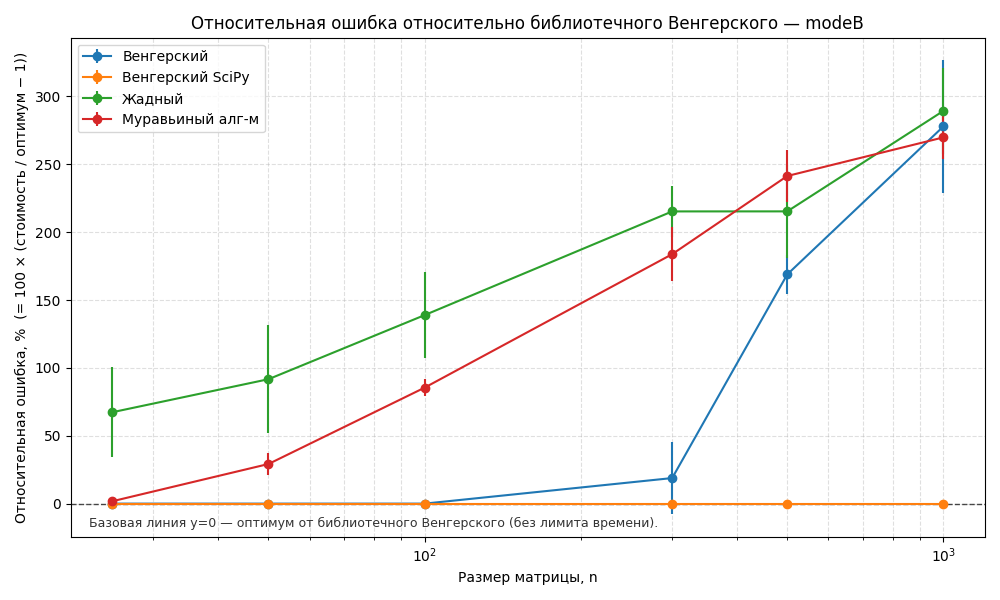 Относительная ошибка относительно библиотечного Венгерского — modeB
Венгерский
Венгерский SciPy
Жадный
Муравьиный алг-м
Относительная ошибка, % (= 100 × (стоимость / оптимум − 1))
300
250
200
150
100
50
0
Базовая линия y=0 — оптимум от библиотечного Венгерского (без лимита времени).
10²
10³
Размер матрицы, n